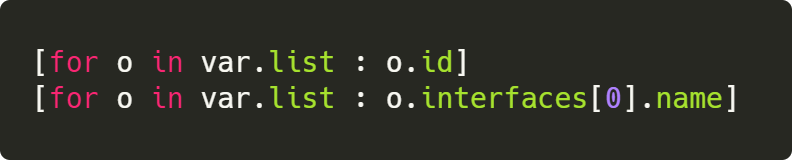 [for o in var.list : o.id]
[for o in var.list : o.interfaces[0].name]